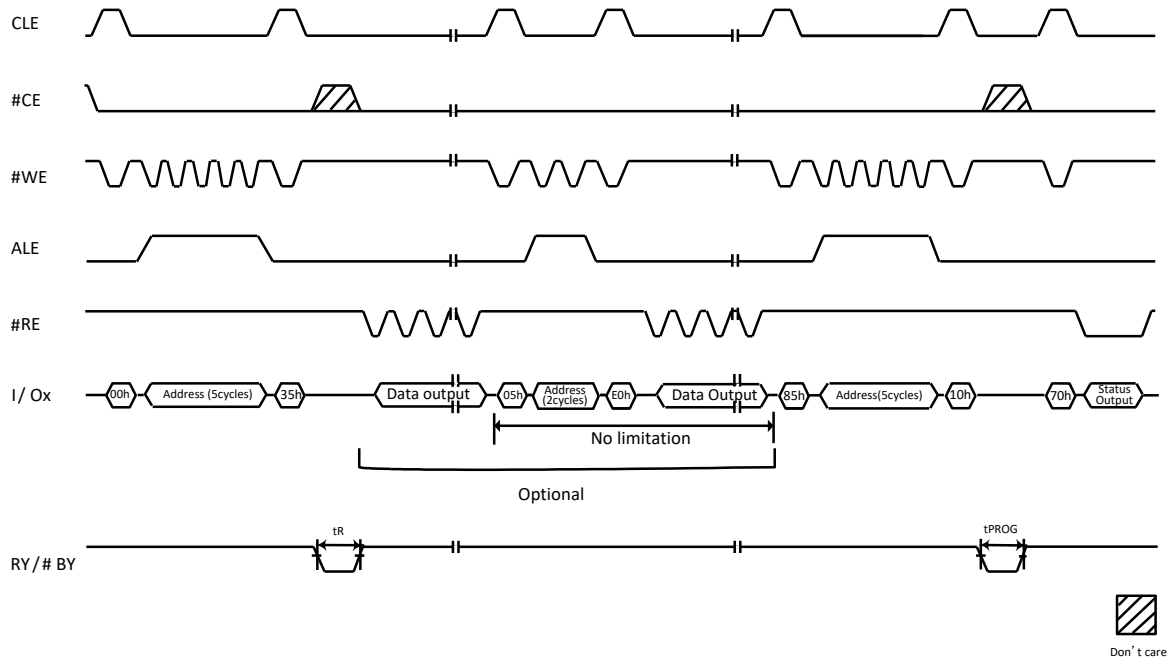 CLE
#CE
#WE
ALE
#RE
I/Ox
00h
Address (5cycles)
35h
Data output
05h
Address
(2cycles)
E0h
Data Output
85h
Address(5cycles)
10h
70h
Status
Output
No limitation
Optional
tR
tPROG
RY/# BY
Don't care